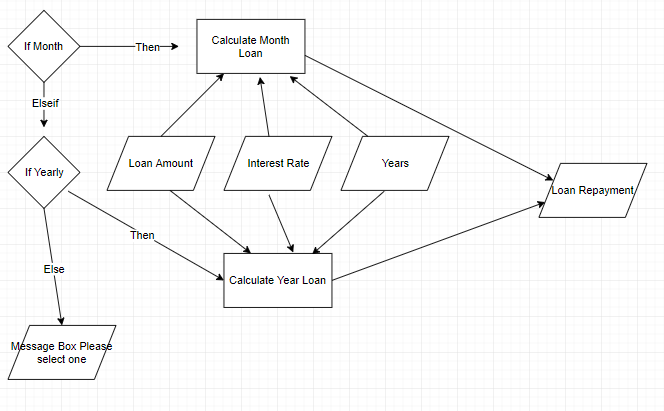 If Month
Then
Calculate Month
Loan
Elseif
If Yearly
Loan Amount
Interest Rate
Years
Loan Repayment
Then
Else
Calculate Year Loan
Message Box Please
select one